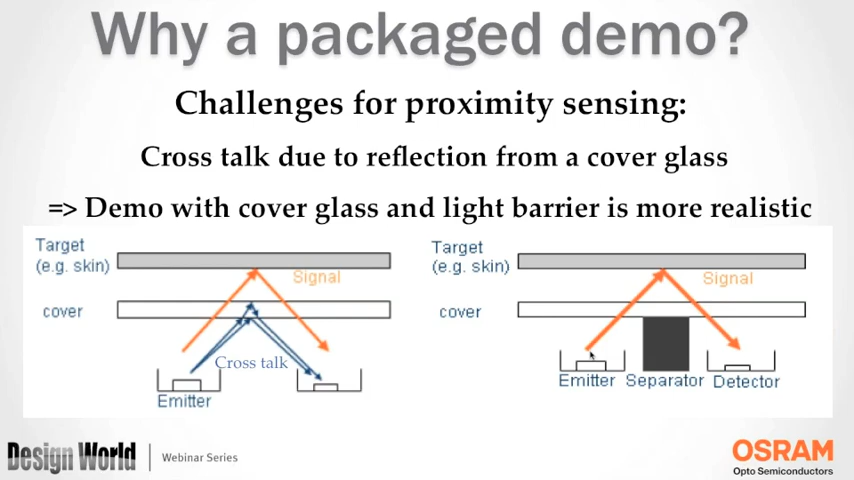 Why a packaged demo?
Challenges for proximity sensing:
Cross talk due to reflection from a cover glass
=> Demo with cover glass and light barrier is more realistic
Target
(e.g. skin)
Signal
cover
Cross talk
Emitter
Target
(e.g. skin)
Signal
cover
Emitter Separator Detector
Design World
Webinar Series
OSRAM
Opto Semiconductors